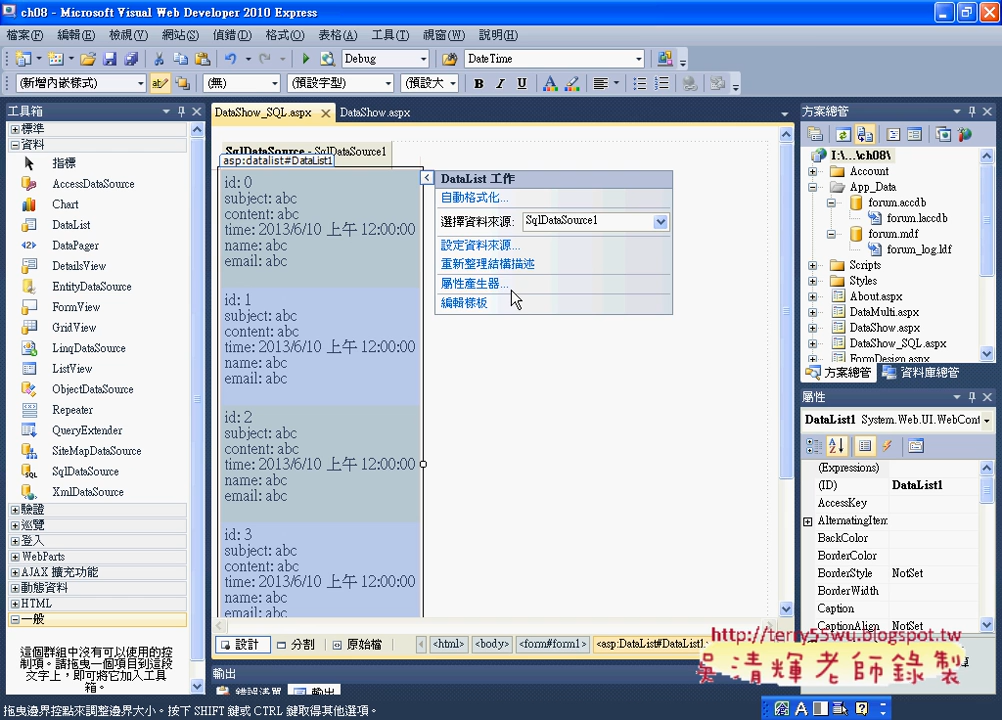 ch08 - Microsoft Visual Web Developer 2010 Express
檔案(F) 編輯(E) 檢視(V) 網站(S) 偵錯(D) 格式(O) 表格(A) 工具(T) 視窗(W) 說明(H)
Debug DateTime
(新增內嵌樣式) (無) (預設字型) (預設大 B I U A
工具箱
標準
資料
指標
AccessDataSource
Chart
DataList
DataPager
DetailsView
EntityDataSource
FormView
GridView
LinqDataSource
ListView
ObjectDataSource
Repeater
QueryExtender
SiteMapDataSource
SqlDataSource
XmlDataSource
驗證
巡覽
登入
WebParts
AJAX 擴充功能
動態資料
HTML
一般
這個群組中沒有可以使用的控
制項。請拖曳一個項目到這段
文字上，即可將它加入工具
箱。
DataShow_SQL.aspx DataShow.aspx
SqlDataSource - SqlDataSource1
asp:datalist#DataList1
id: 0
subject: abc
content: abc
time: 2013/6/10 上午 12:00:00
name: abc
email: abc
id: 1
subject: abc
content: abc
time: 2013/6/10 上午 12:00:00
name: abc
email: abc
id: 2
subject: abc
content: abc
time: 2013/6/10 上午 12:00:00
name: abc
email: abc
id: 3
subject: abc
content: abc
time: 2013/6/10 上午 12:00:00
name: abc
email: abc
DataList 工作
自動格式化...
選擇資料來源: SqlDataSource1
設定資料來源...
重新整理結構描述
屬性產生器...
編輯樣板
設計 分割 原始檔 <html> <body> <form#form1> <asp:DataList#DataList1
輸出
錯誤清單 輸出
方案總管
I:\...\ch08\
Account
App_Data
forum.accdb
forum.laccdb
forum.mdf
forum_log.ldf
Scripts
Styles
About.aspx
DataMulti.aspx
DataShow.aspx
DataShow_SQL.aspx
FormDesign.aspx
方案總管 資料庫總管
屬性
DataList1 System.Web.UI.WebCont
(Expressions)
(ID) DataList1
AccessKey
AlternatingItem
BackColor
BorderColor
BorderStyle NotSet
BorderWidth
Caption
CaptionAlign NotSet
http://terry55wu.blogspot.tw
吳清輝老師錄製
拖曳邊界控點來調整邊界大小。按下 SHIFT 鍵或 CTRL 鍵取得其他選項。